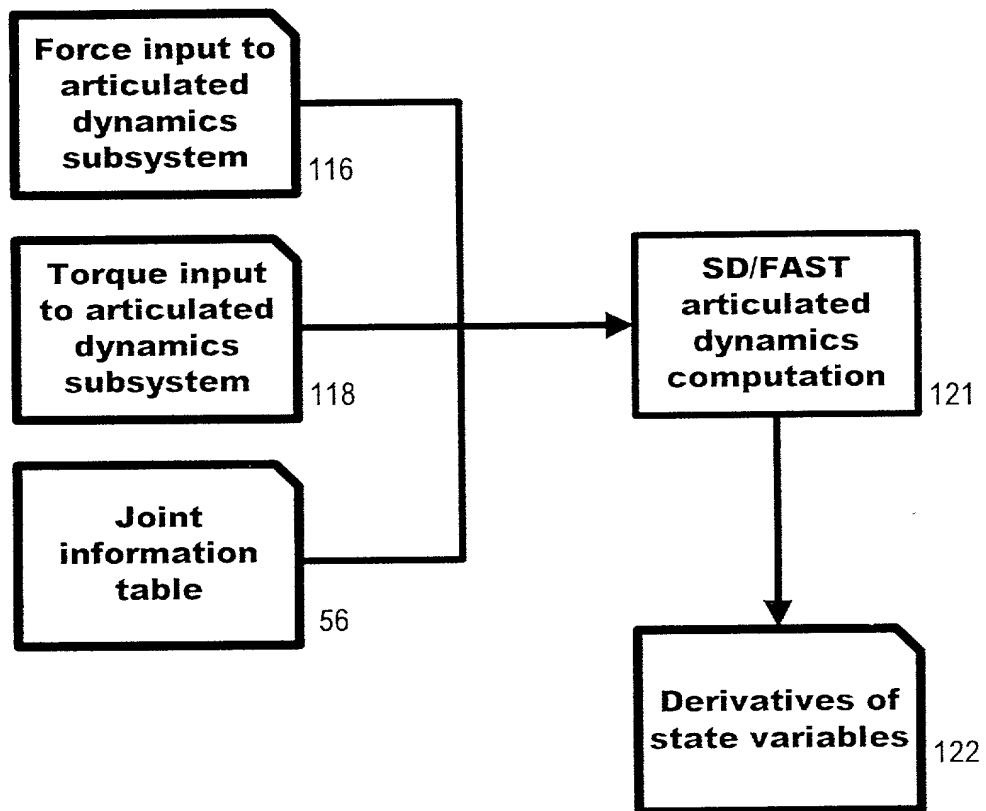 Force input to
articulated
dynamics
subsystem
116
Torque input
to articulated
dynamics
subsystem
118
Joint
information
table
56
SD/FAST
articulated
dynamics
computation
121
Derivatives of
state variables
122